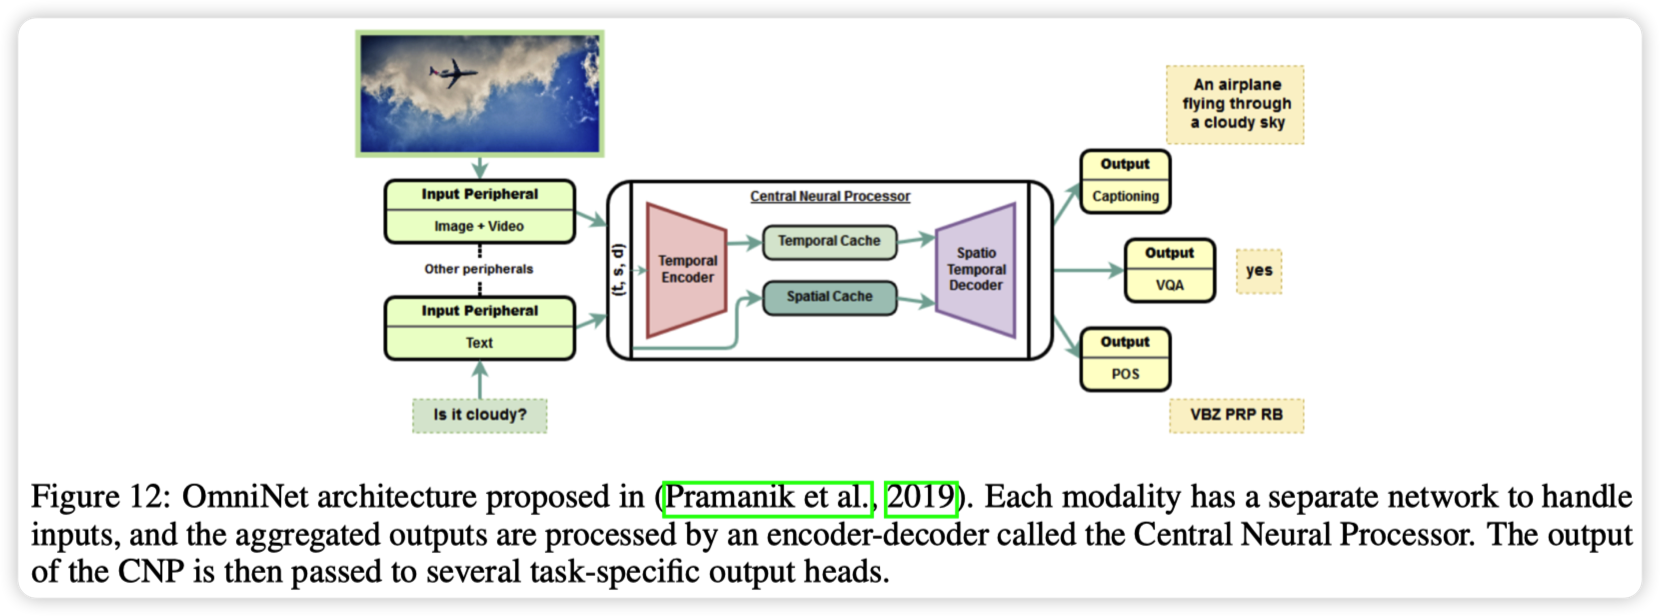 An airplane
flying through
a cloudy sky
Input Peripheral
Image + Video
Other peripherals
Input Peripheral
Text
Is it cloudy?
(t, s, d)
Central Neural Processor
Temporal
Encoder
Temporal Cache
Spatial Cache
Spatio
Temporal
Decoder
Output
Captioning
Output
VQA
yes
Output
POS
VBZ PRP RB
Figure 12: OmniNet architecture proposed in (Pramanik et al., 2019). Each modality has a separate network to handle
inputs, and the aggregated outputs are processed by an encoder-decoder called the Central Neural Processor. The output
of the CNP is then passed to several task-specific output heads.